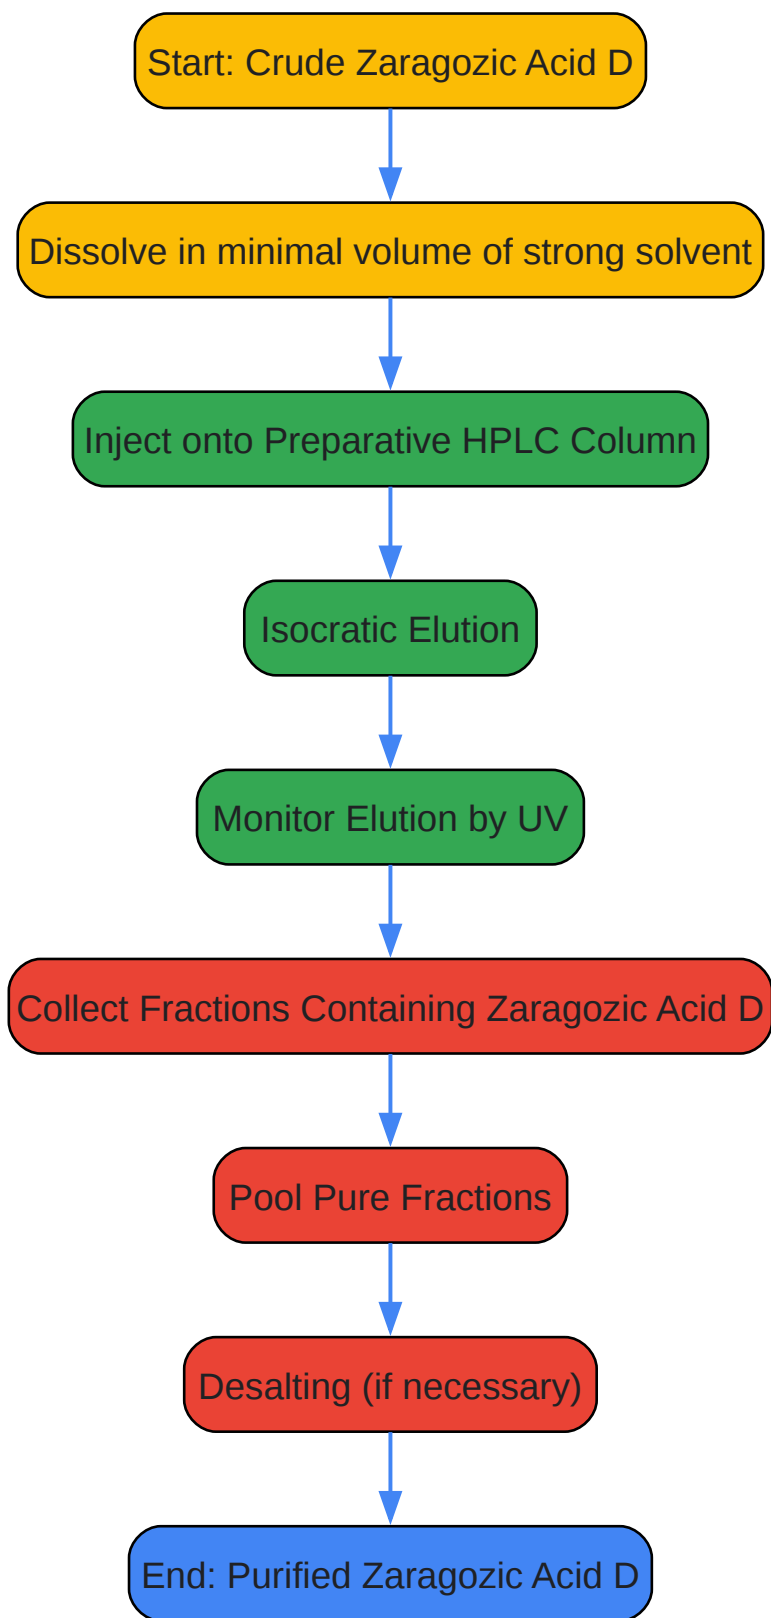 Start: Crude Zaragozic Acid D
Dissolve in minimal volume of strong solvent
Inject onto Preparative HPLC Column
Isocratic Elution
Monitor Elution by UV
Collect Fractions Containing Zaragozic Acid D
Pool Pure Fractions
Desalting (if necessary)
End: Purified Zaragozic Acid D